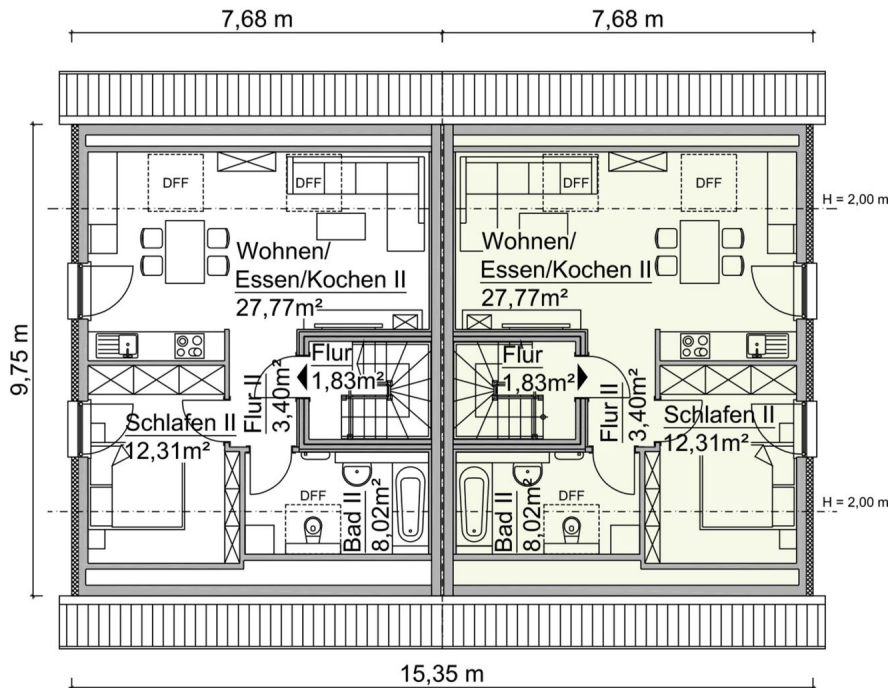 7,68 m
7,68 m
DFF
DFF
DFF
DFF
H = 2,00 m
Wohnen/
Essen/Kochen II
27,77m²
Wohnen/
Essen/Kochen II
27,77m²
9,75 m
Flur
1,83m²
Flur
1,83m²
Flur II
3,40m²
Flur II
3,40m²
Schlafen II
12,31m²
Schlafen II
12,31m²
DFF
DFF
Bad II
8,02m²
Bad II
8,02m²
H = 2,00 m
15,35 m